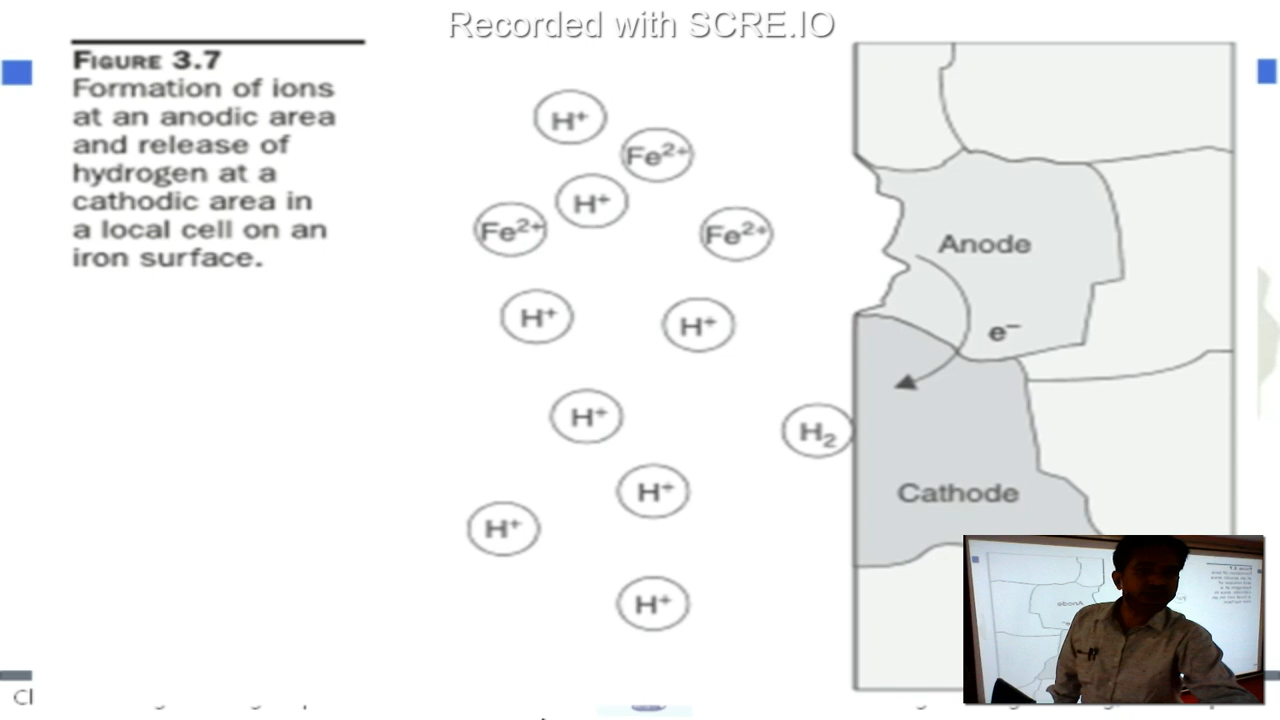 Recorded with SCRE.IO
FIGURE 3.7
Formation of ions
at an anodic area
and release of
hydrogen at a
cathodic area in
a local cell on an
iron surface.
H⁺
Fe²⁺
H⁺
Fe²⁺
Fe²⁺
Anode
H⁺
H⁺
e⁻
H⁺
H₂
H⁺
Cathode
H⁺
H⁺